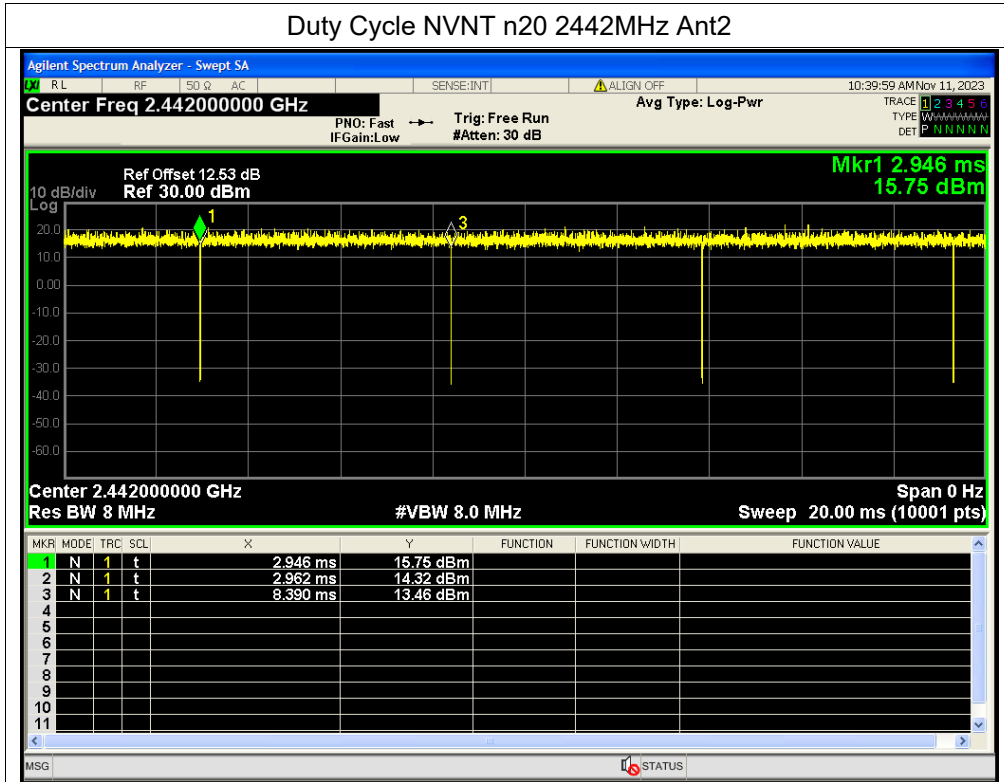 Duty Cycle NVNT n20 2442MHz Ant2
Agilent Spectrum Analyzer - Swept SA
LXI RL RF 50 Ω AC SENSE:INT ALIGN OFF 10:39:59 AM Nov 11, 2023
Center Freq 2.442000000 GHz Avg Type: Log-Pwr TRACE 1 2 3 4 5 6
PNO: Fast Trig: Free Run TYPE W
IFGain:Low #Atten: 30 dB DET P N N N N N
Mkr1 2.946 ms
15.75 dBm
Ref Offset 12.53 dB
10 dB/div Ref 30.00 dBm
Log
1
3
20.0
10.0
0.00
-10.0
-20.0
-30.0
-40.0
-50.0
-60.0
Center 2.442000000 GHz Span 0 Hz
Res BW 8 MHz #VBW 8.0 MHz Sweep 20.00 ms (10001 pts)
MKR MODE TRC SCL X Y FUNCTION FUNCTION WIDTH FUNCTION VALUE
1 N 1 t 2.946 ms 15.75 dBm
2 N 1 t 2.962 ms 14.32 dBm
3 N 1 t 8.390 ms 13.46 dBm
4
5
6
7
8
9
10
11
MSG STATUS